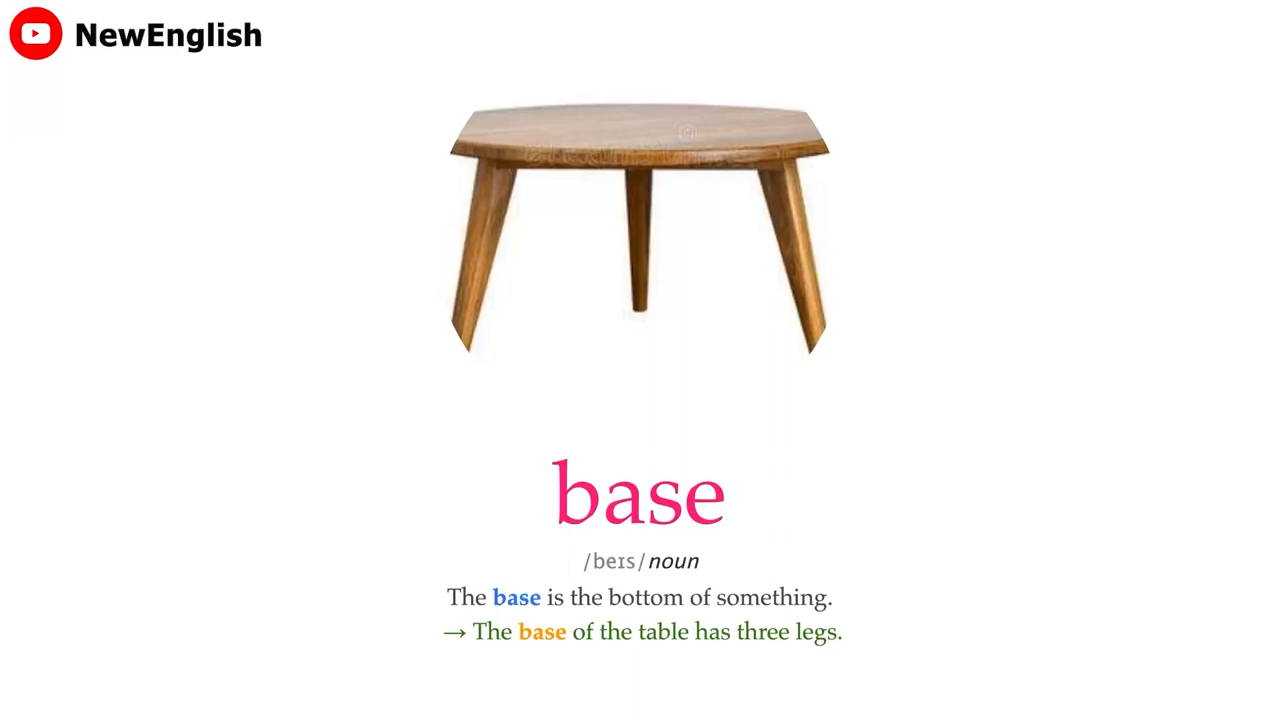 NewEnglish
base
/beɪs/noun
The base is the bottom of something.
→ The base of the table has three legs.